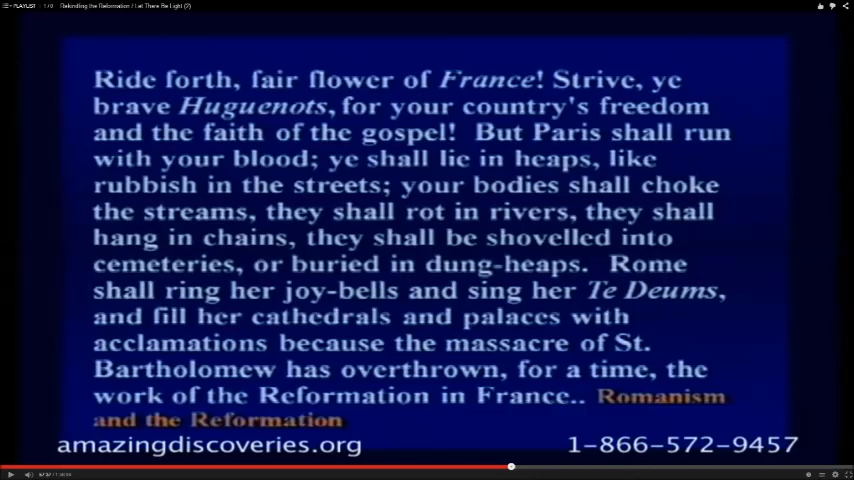 PLAYLIST
Rekindling the Reformation / Let There Be Light (2)
Ride forth, fair flower of France! Strive, ye
brave Huguenots, for your country's freedom
and the faith of the gospel!  But Paris shall run
with your blood; ye shall lie in heaps, like
rubbish in the streets; your bodies shall choke
the streams, they shall rot in rivers, they shall
hang in chains, they shall be shovelled into
cemeteries, or buried in dung-heaps.  Rome
shall ring her joy-bells and sing her Te Deums,
and fill her cathedrals and palaces with
acclamations because the massacre of St.
Bartholomew has overthrown, for a time, the
work of the Reformation in France.. Romanism
and the Reformation
amazingdiscoveries.org 1-866-572-9457